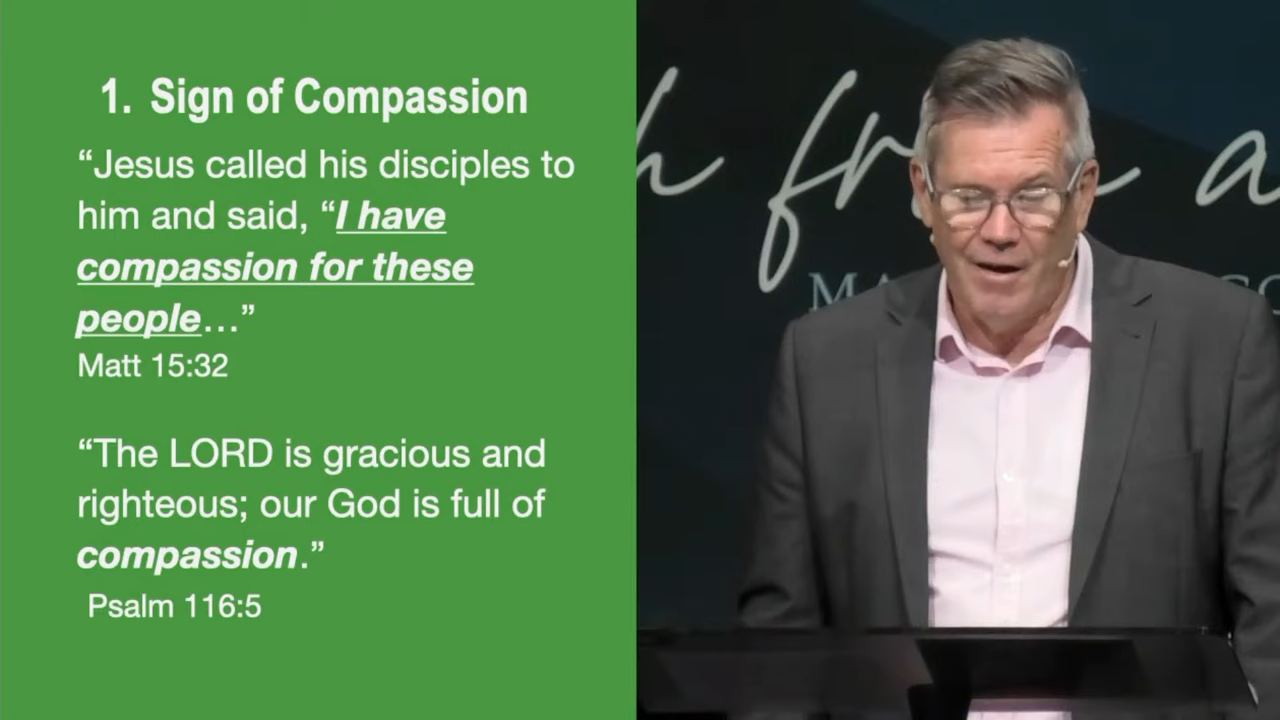 1. Sign of Compassion
“Jesus called his disciples to
him and said, “I have
compassion for these
people…”
Matt 15:32
“The LORD is gracious and
righteous; our God is full of
compassion.”
Psalm 116:5